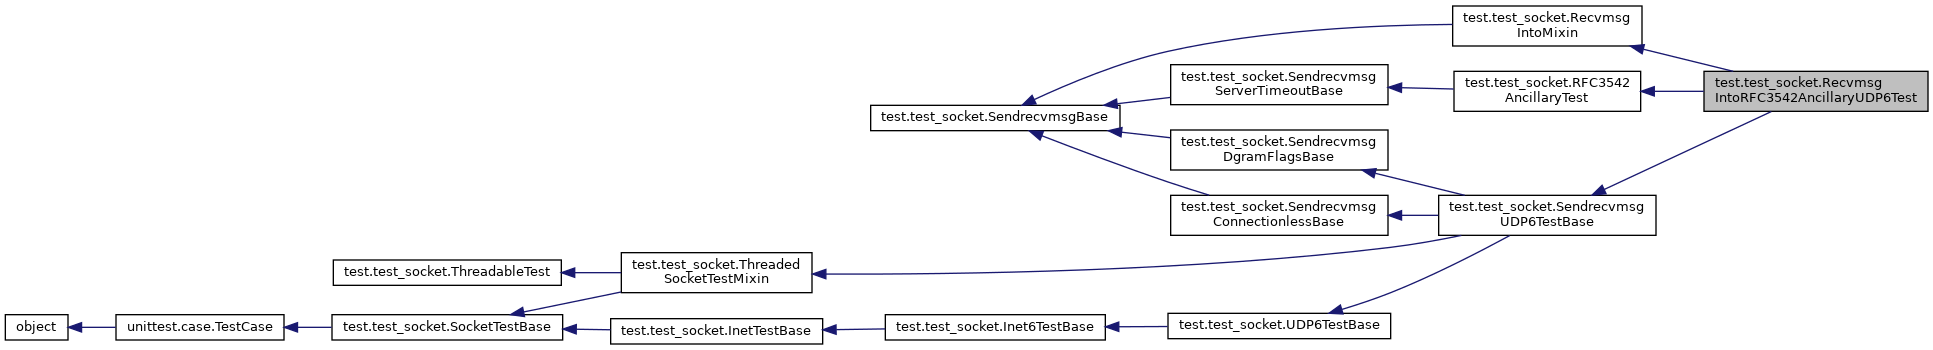 test.test_socket.Recvmsg
IntoMixin
test.test_socket.Sendrecvmsg
ServerTimeoutBase
test.test_socket.RFC3542
AncillaryTest
test.test_socket.Recvmsg
IntoRFC3542AncillaryUDP6Test
test.test_socket.SendrecvmsgBase
test.test_socket.Sendrecvmsg
DgramFlagsBase
test.test_socket.Sendrecvmsg
ConnectionlessBase
test.test_socket.Sendrecvmsg
UDP6TestBase
test.test_socket.ThreadableTest
test.test_socket.Threaded
SocketTestMixin
object
unittest.case.TestCase
test.test_socket.SocketTestBase
test.test_socket.InetTestBase
test.test_socket.Inet6TestBase
test.test_socket.UDP6TestBase